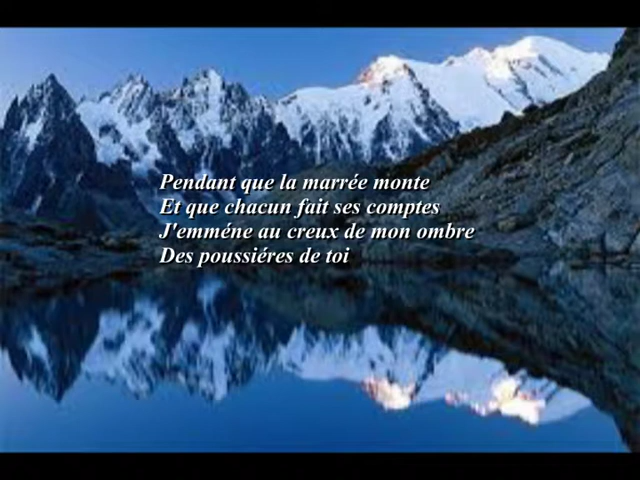 Pendant que la marrée monte
Et que chacun fait ses comptes
J'emméne au creux de mon ombre
Des poussiéres de toi